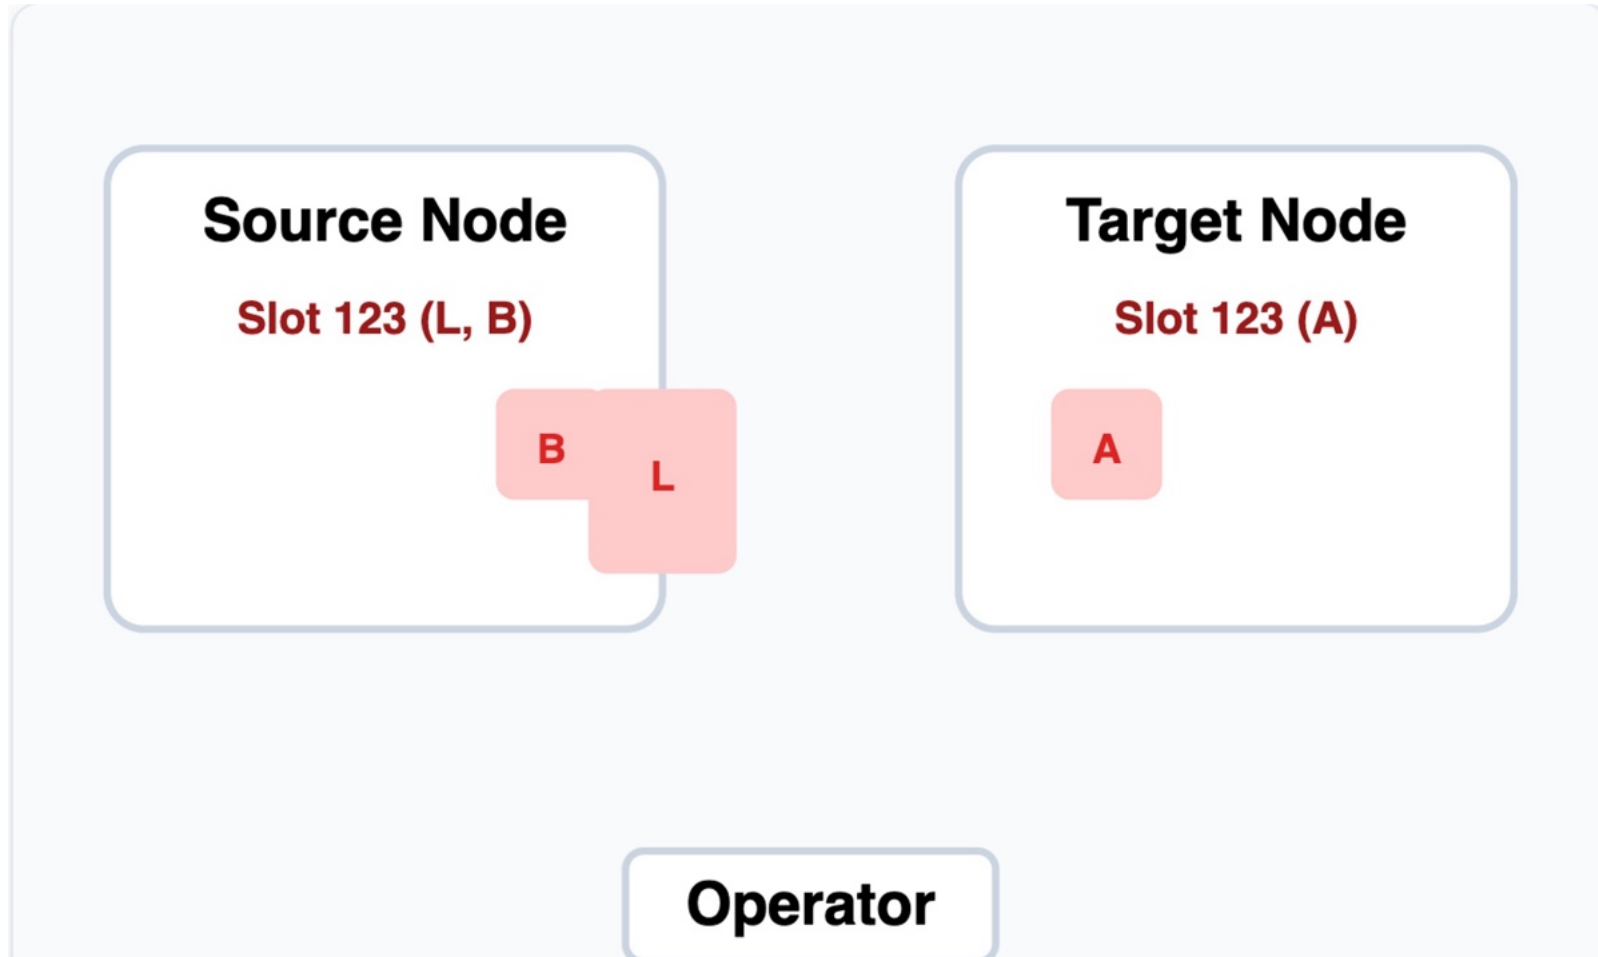 Source Node
Slot 123 (L, B)
B
L
Target Node
Slot 123 (A)
A
Operator